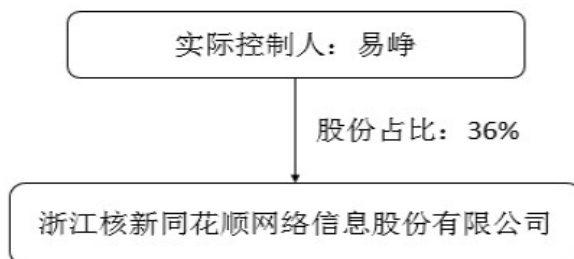 实际控制人：易峥
股份占比：36%
浙江核新同花顺网络信息股份有限公司